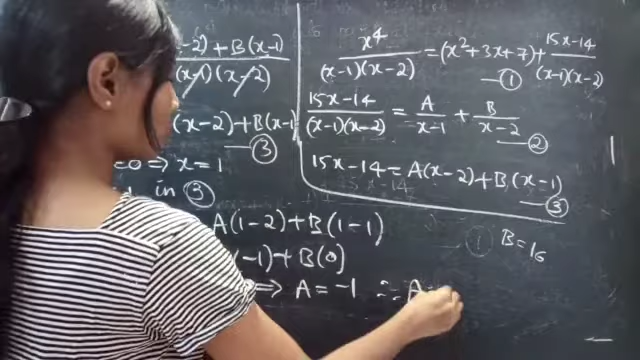 -2) + B(x-1)
(x-1)(x-2)
(x-2) + B(x-1
③
=0 ⇒ x = 1
in ③
A(1-2) + B(1-1)
(-1) + B(0)
⇒ A = -1 ∴ A
x⁴/(x-1)(x-2) = (x²+3x+7) + 15x-14/(x-1)(x-2)
①
15x-14/(x-1)(x-2) = A/x-1 + B/x-2
②
15x-14 = A(x-2) + B(x-1)
③
B = 16